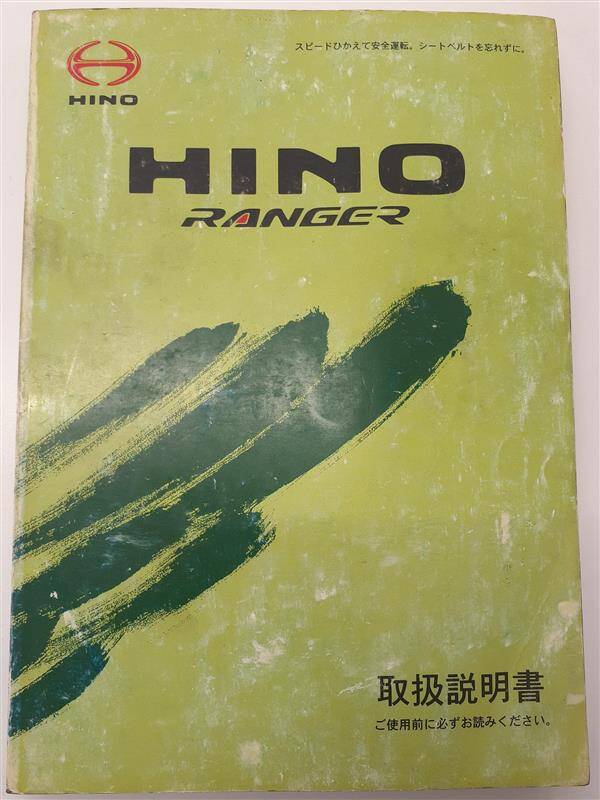 スピードひかえて安全運転。シートベルトを忘れずに。
HINO
HINO
RANGER
取扱説明書
ご使用前に必ずお読みください。